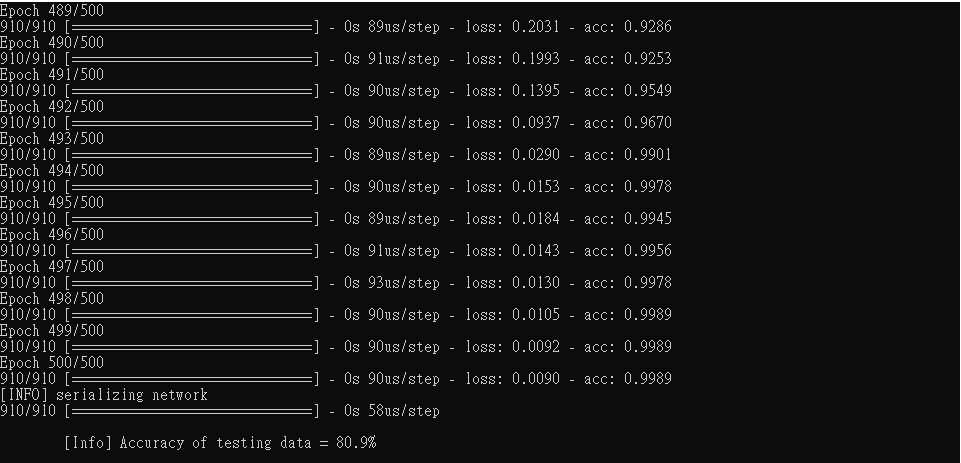 Epoch 489/500
910/910 [==============================] - 0s 89us/step - loss: 0.2031 - acc: 0.9286
Epoch 490/500
910/910 [==============================] - 0s 91us/step - loss: 0.1993 - acc: 0.9253
Epoch 491/500
910/910 [==============================] - 0s 90us/step - loss: 0.1395 - acc: 0.9549
Epoch 492/500
910/910 [==============================] - 0s 90us/step - loss: 0.0937 - acc: 0.9670
Epoch 493/500
910/910 [==============================] - 0s 89us/step - loss: 0.0290 - acc: 0.9901
Epoch 494/500
910/910 [==============================] - 0s 90us/step - loss: 0.0153 - acc: 0.9978
Epoch 495/500
910/910 [==============================] - 0s 89us/step - loss: 0.0184 - acc: 0.9945
Epoch 496/500
910/910 [==============================] - 0s 91us/step - loss: 0.0143 - acc: 0.9956
Epoch 497/500
910/910 [==============================] - 0s 93us/step - loss: 0.0130 - acc: 0.9978
Epoch 498/500
910/910 [==============================] - 0s 90us/step - loss: 0.0105 - acc: 0.9989
Epoch 499/500
910/910 [==============================] - 0s 90us/step - loss: 0.0092 - acc: 0.9989
Epoch 500/500
910/910 [==============================] - 0s 90us/step - loss: 0.0090 - acc: 0.9989
[INFO] serializing network
910/910 [==============================] - 0s 58us/step
[Info] Accuracy of testing data = 80.9%